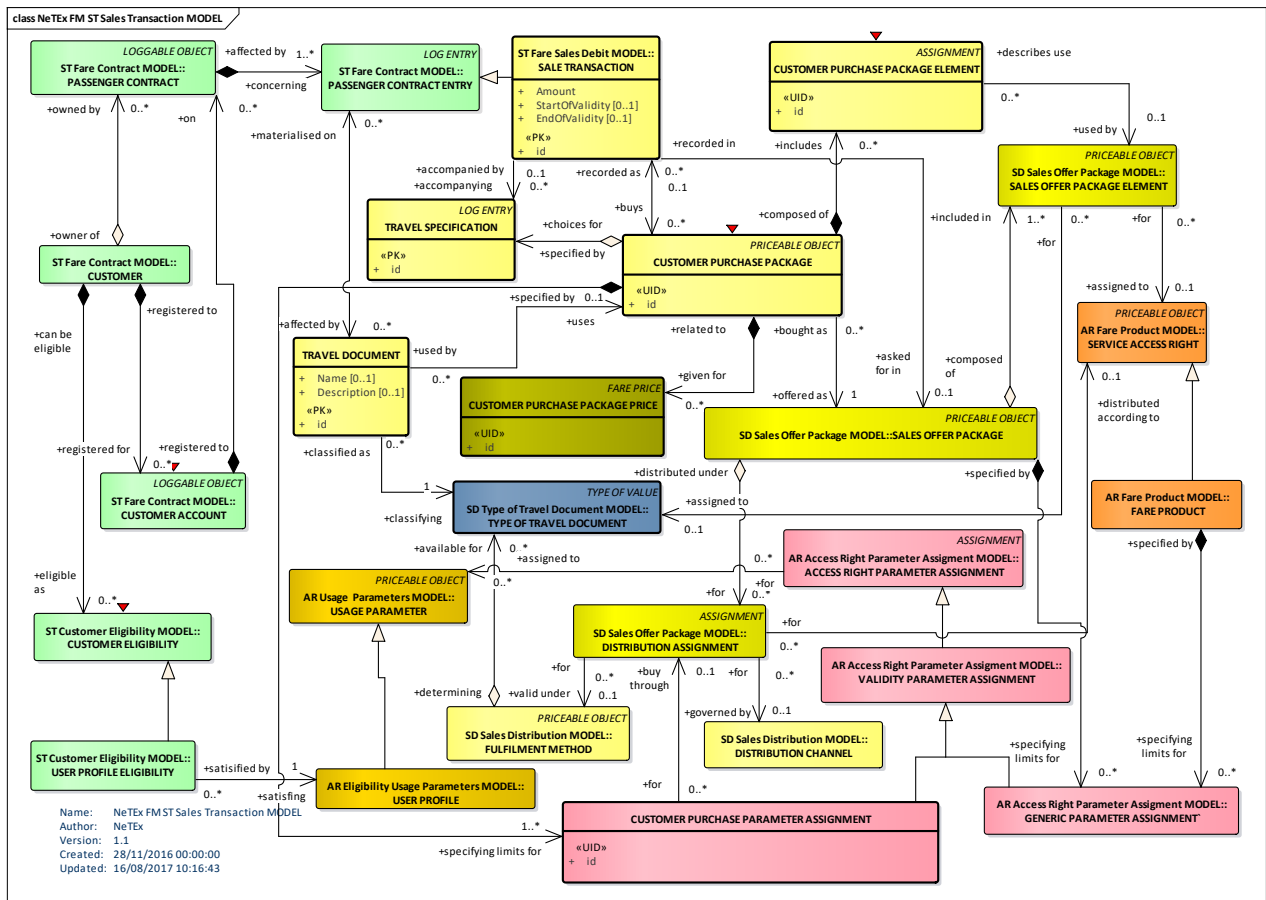 class NeTEx FM ST Sales Transaction MODEL
LOGGABLE OBJECT
ST Fare Contract MODEL::
PASSENGER CONTRACT
+affected by
1..*
+concerning
LOG ENTRY
ST Fare Contract MODEL::
PASSENGER CONTRACT ENTRY
ST Fare Sales Debit MODEL::
SALE TRANSACTION
+ Amount
+ StartOfValidity [0..1]
+ EndOfValidity [0..1]
«PK»
+ id
ASSIGNMENT
CUSTOMER PURCHASE PACKAGE ELEMENT
«UID»
+ id
+describes use
0..*
0..1
+used by
+owned by
0..*
0..*
+on
+materialised on
0..*
+accompanied by
0..1
+accompanying
0..*
+recorded as
0..*
0..1
+recorded in
+includes
0..*
PRICEABLE OBJECT
SD Sales Offer Package MODEL::
SALES OFFER PACKAGE ELEMENT
LOG ENTRY
TRAVEL SPECIFICATION
«PK»
+ id
+choices for
+specified by
+buys
0..*
+composed of
+included in
1..*
0..*
+for
+for
0..*
+owner of
ST Fare Contract MODEL::
CUSTOMER
PRICEABLE OBJECT
CUSTOMER PURCHASE PACKAGE
«UID»
+ id
+registered to
+can be
eligible
+specified by
0..1
+uses
+assigned to
0..1
PRICEABLE OBJECT
AR Fare Product MODEL::
SERVICE ACCESS RIGHT
+affected by
0..*
TRAVEL DOCUMENT
+ Name [0..1]
+ Description [0..1]
«PK»
+ id
+used by
0..*
+related to
+bought as
0..*
+asked
for in
0..1
+composed
of
+given for
0..*
FARE PRICE
CUSTOMER PURCHASE PACKAGE PRICE
«UID»
+ id
+offered as
1
0..1
+distributed
according to
PRICEABLE OBJECT
SD Sales Offer Package MODEL::SALES OFFER PACKAGE
+registered for
+registered to
0..*
+classified as
+distributed under
+specified by
LOGGABLE OBJECT
ST Fare Contract MODEL::
CUSTOMER ACCOUNT
1
+classifying
TYPE OF VALUE
SD Type of Travel Document MODEL::
TYPE OF TRAVEL DOCUMENT
+assigned to
0..1
AR Fare Product MODEL::
FARE PRODUCT
+specified by
+available for
0..*
+assigned to
0..*
0..*
+for
ASSIGNMENT
AR Access Right Parameter Assigment MODEL::
ACCESS RIGHT PARAMETER ASSIGNMENT
+eligible
as
0..*
PRICEABLE OBJECT
AR Usage Parameters MODEL::
USAGE PARAMETER
+for
0..*
ASSIGNMENT
SD Sales Offer Package MODEL::
DISTRIBUTION ASSIGNMENT
+for
0..*
ST Customer Eligibility MODEL::
CUSTOMER ELIGIBILITY
AR Access Right Parameter Assigment MODEL::
VALIDITY PARAMETER ASSIGNMENT
+for
0..*
+buy
through
0..1
+for
0..*
+determining
+valid under
0..1
+governed by
0..1
PRICEABLE OBJECT
SD Sales Distribution MODEL::
FULFILMENT METHOD
SD Sales Distribution MODEL::
DISTRIBUTION CHANNEL
ST Customer Eligibility MODEL::
USER PROFILE ELIGIBILITY
+satisified by
0..*
1
+satisfing
AR Eligibility Usage Parameters MODEL::
USER PROFILE
+for
0..*
+specifying
limits for
0..*
+specifying
limits for
0..*
AR Access Right Parameter Assigment MODEL::
GENERIC PARAMETER ASSIGNMENT`
1..*
+specifying limits for
CUSTOMER PURCHASE PARAMETER ASSIGNMENT
«UID»
+ id
Name: NeTEx FM ST Sales Transaction MODEL
Author: NeTEx
Version: 1.1
Created: 28/11/2016 00:00:00
Updated: 16/08/2017 10:16:43